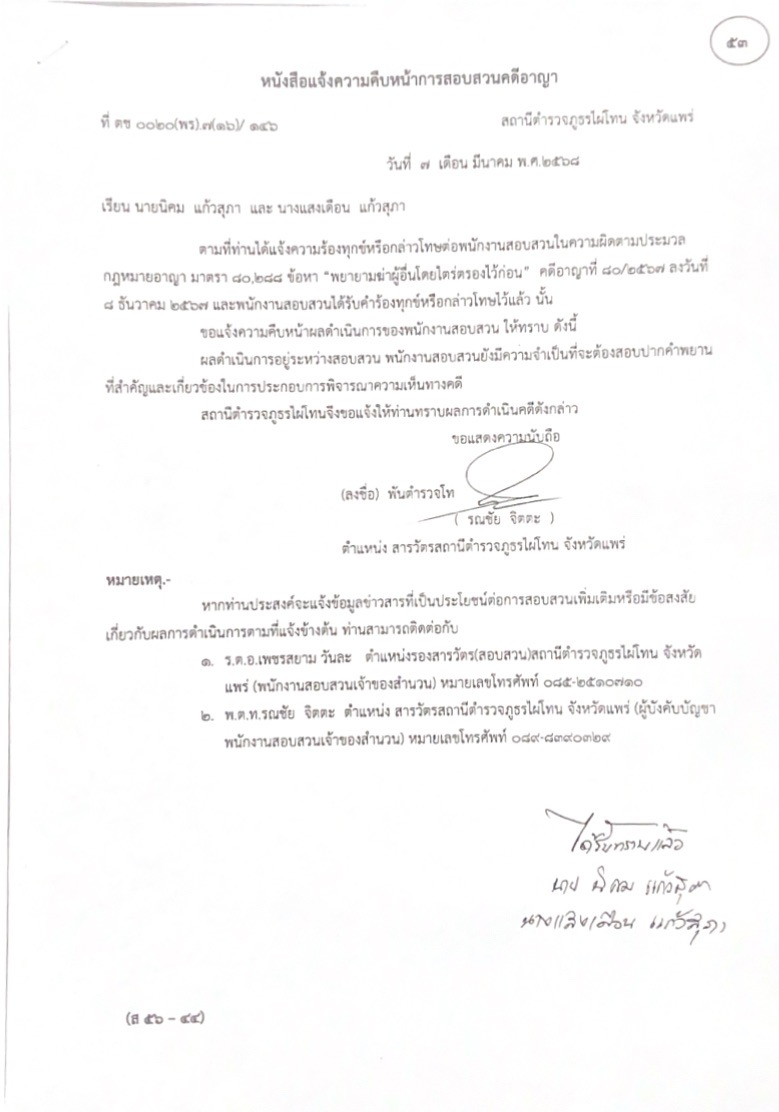 ๕๓
หนังสือแจ้งความคืบหน้าการสอบสวนคดีอาญา
ที่ ตช ๐๐๒๐(พร).๗(๑๖)/ ๑๔๖ สถานีตำรวจภูธรไผ่โทน จังหวัดแพร่
วันที่ ๗ เดือน มีนาคม พ.ศ.๒๕๖๘
เรียน นายนิคม แก้วสุภา และ นางแสงเดือน แก้วสุภา
ตามที่ท่านได้แจ้งความร้องทุกข์หรือกล่าวโทษต่อพนักงานสอบสวนในความผิดตามประมวล
กฎหมายอาญา มาตรา ๘๐,๒๘๘ ข้อหา “พยายามฆ่าผู้อื่นโดยไตร่ตรองไว้ก่อน” คดีอาญาที่ ๘๐/๒๕๖๗ ลงวันที่
๘ ธันวาคม ๒๕๖๗ และพนักงานสอบสวนได้รับคำร้องทุกข์หรือกล่าวโทษไว้แล้ว นั้น
ขอแจ้งความคืบหน้าผลดำเนินการของพนักงานสอบสวน ให้ทราบ ดังนี้
ผลดำเนินการอยู่ระหว่างสอบสวน พนักงานสอบสวนยังมีความจำเป็นที่จะต้องสอบปากคำพยาน
ที่สำคัญและเกี่ยวข้องในการประกอบการพิจารณาความเห็นทางคดี
สถานีตำรวจภูธรไผ่โทนจึงขอแจ้งให้ท่านทราบผลการดำเนินคดีดังกล่าว
ขอแสดงความนับถือ
(ลงชื่อ) พันตำรวจโท
( รณชัย จิตตะ )
ตำแหน่ง สารวัตรสถานีตำรวจภูธรไผ่โทน จังหวัดแพร่
หมายเหตุ.-
หากท่านประสงค์จะแจ้งข้อมูลข่าวสารที่เป็นประโยชน์ต่อการสอบสวนเพิ่มเติมหรือมีข้อสงสัย
เกี่ยวกับผลการดำเนินการตามที่แจ้งข้างต้น ท่านสามารถติดต่อกับ
๑. ร.ต.อ.เพชรสยาม วันละ ตำแหน่งรองสารวัตร(สอบสวน)สถานีตำรวจภูธรไผ่โทน จังหวัด
แพร่ (พนักงานสอบสวนเจ้าของสำนวน) หมายเลขโทรศัพท์ ๐๘๕-๒๕๑๐๗๑๐
๒. พ.ต.ท.รณชัย จิตตะ ตำแหน่ง สารวัตรสถานีตำรวจภูธรไผ่โทน จังหวัดแพร่ (ผู้บังคับบัญชา
พนักงานสอบสวนเจ้าของสำนวน) หมายเลขโทรศัพท์ ๐๘๙-๘๓๙๐๓๒๙
ได้รับทราบแล้ว
นาย นิคม แก้วสุภา
นางแสงเดือน แก้วสุภา
(ส ๕๖ – ๔๔)